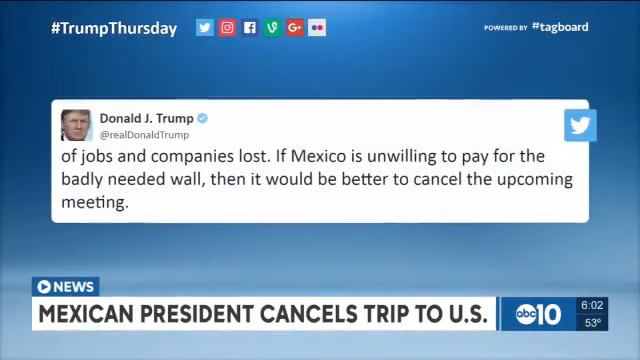 #TrumpThursday
POWERED BY #tagboard
Donald J. Trump
@realDonaldTrump
of jobs and companies lost. If Mexico is unwilling to pay for the
badly needed wall, then it would be better to cancel the upcoming
meeting.
NEWS
MEXICAN PRESIDENT CANCELS TRIP TO U.S.
abc10
6:02
53°